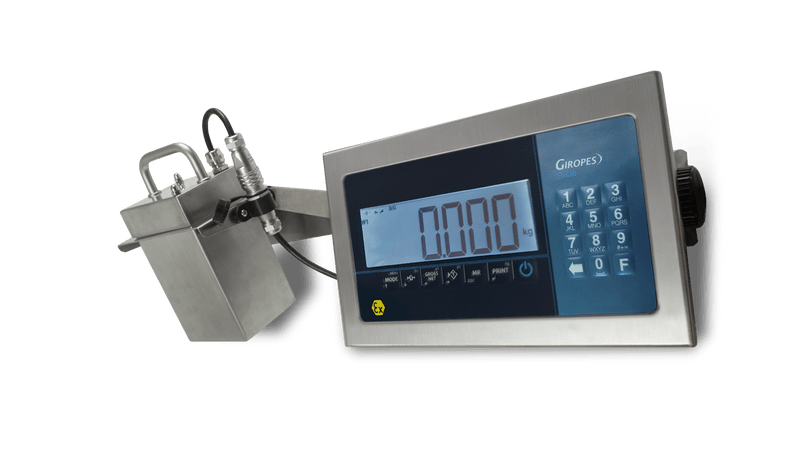 GIROPES
0.000 kg
MODE
GROSS
NET
MR
PRINT
Ex
1 2 3
ABC DEF GHI
4 5 6
JKL MNO PQRS
7 8 9
TUV WXYZ
0 F